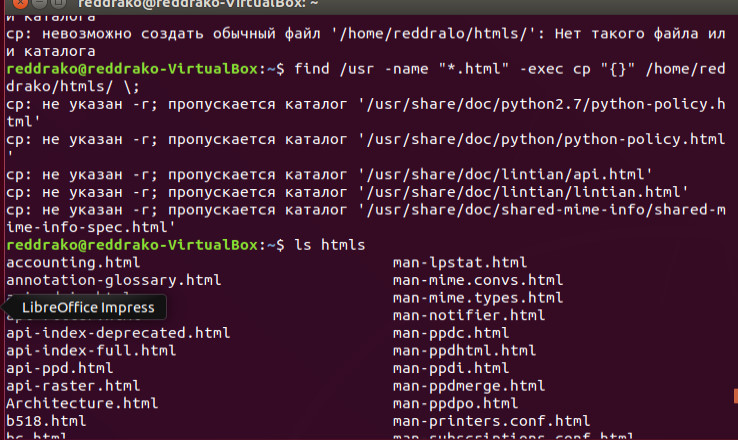 reddrako@reddrako-VirtualBox: ~
и каталога
cp: невозможно создать обычный файл '/home/reddralo/htmls/': Нет такого файла ил
и каталога
reddrako@reddrako-VirtualBox:~$ find /usr -name "*.html" -exec cp "{}" /home/red
drako/htmls/ \;
cp: не указан -r; пропускается каталог '/usr/share/doc/python2.7/python-policy.h
tml'
cp: не указан -r; пропускается каталог '/usr/share/doc/python/python-policy.html
'
cp: не указан -r; пропускается каталог '/usr/share/doc/lintian/api.html'
cp: не указан -r; пропускается каталог '/usr/share/doc/lintian/lintian.html'
cp: не указан -r; пропускается каталог '/usr/share/doc/shared-mime-info/shared-m
ime-info-spec.html'
reddrako@reddrako-VirtualBox:~$ ls htmls
accounting.html man-lpstat.html
annotation-glossary.html man-mime.convs.html
man-mime.types.html
LibreOffice Impress
man-notifier.html
api-index-deprecated.html man-ppdc.html
api-index-full.html man-ppdhtml.html
api-ppd.html man-ppdi.html
api-raster.html man-ppdmerge.html
Architecture.html man-ppdpo.html
b518.html man-printers.conf.html
bc.html man-subscriptions.conf.html